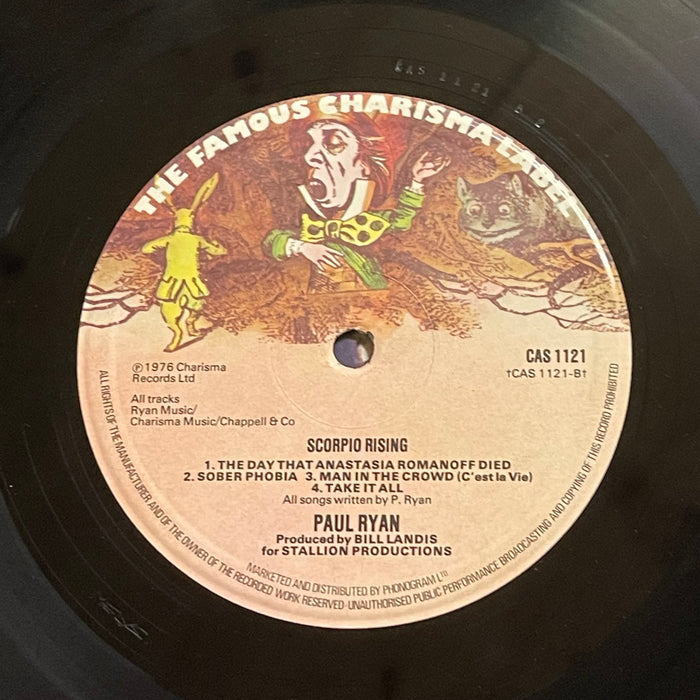 CAS 1121 B 2
THE FAMOUS CHARISMA LABEL
CAS 1121
†CAS 1121-B†
℗1976 Charisma
Records Ltd
All tracks
Ryan Music/
Charisma Music/Chappell & Co
SCORPIO RISING
1. THE DAY THAT ANASTASIA ROMANOFF DIED
2. SOBER PHOBIA 3. MAN IN THE CROWD (C'est la Vie)
4. TAKE IT ALL
All songs written by P. Ryan
PAUL RYAN
Produced by BILL LANDIS
for STALLION PRODUCTIONS
MARKETED AND DISTRIBUTED BY PHONOGRAM LTD
ALL RIGHTS OF THE MANUFACTURER AND OF THE OWNER OF THE RECORDED WORK RESERVED·UNAUTHORISED PUBLIC PERFORMANCE BROADCASTING AND COPYING OF THIS RECORD PROHIBITED